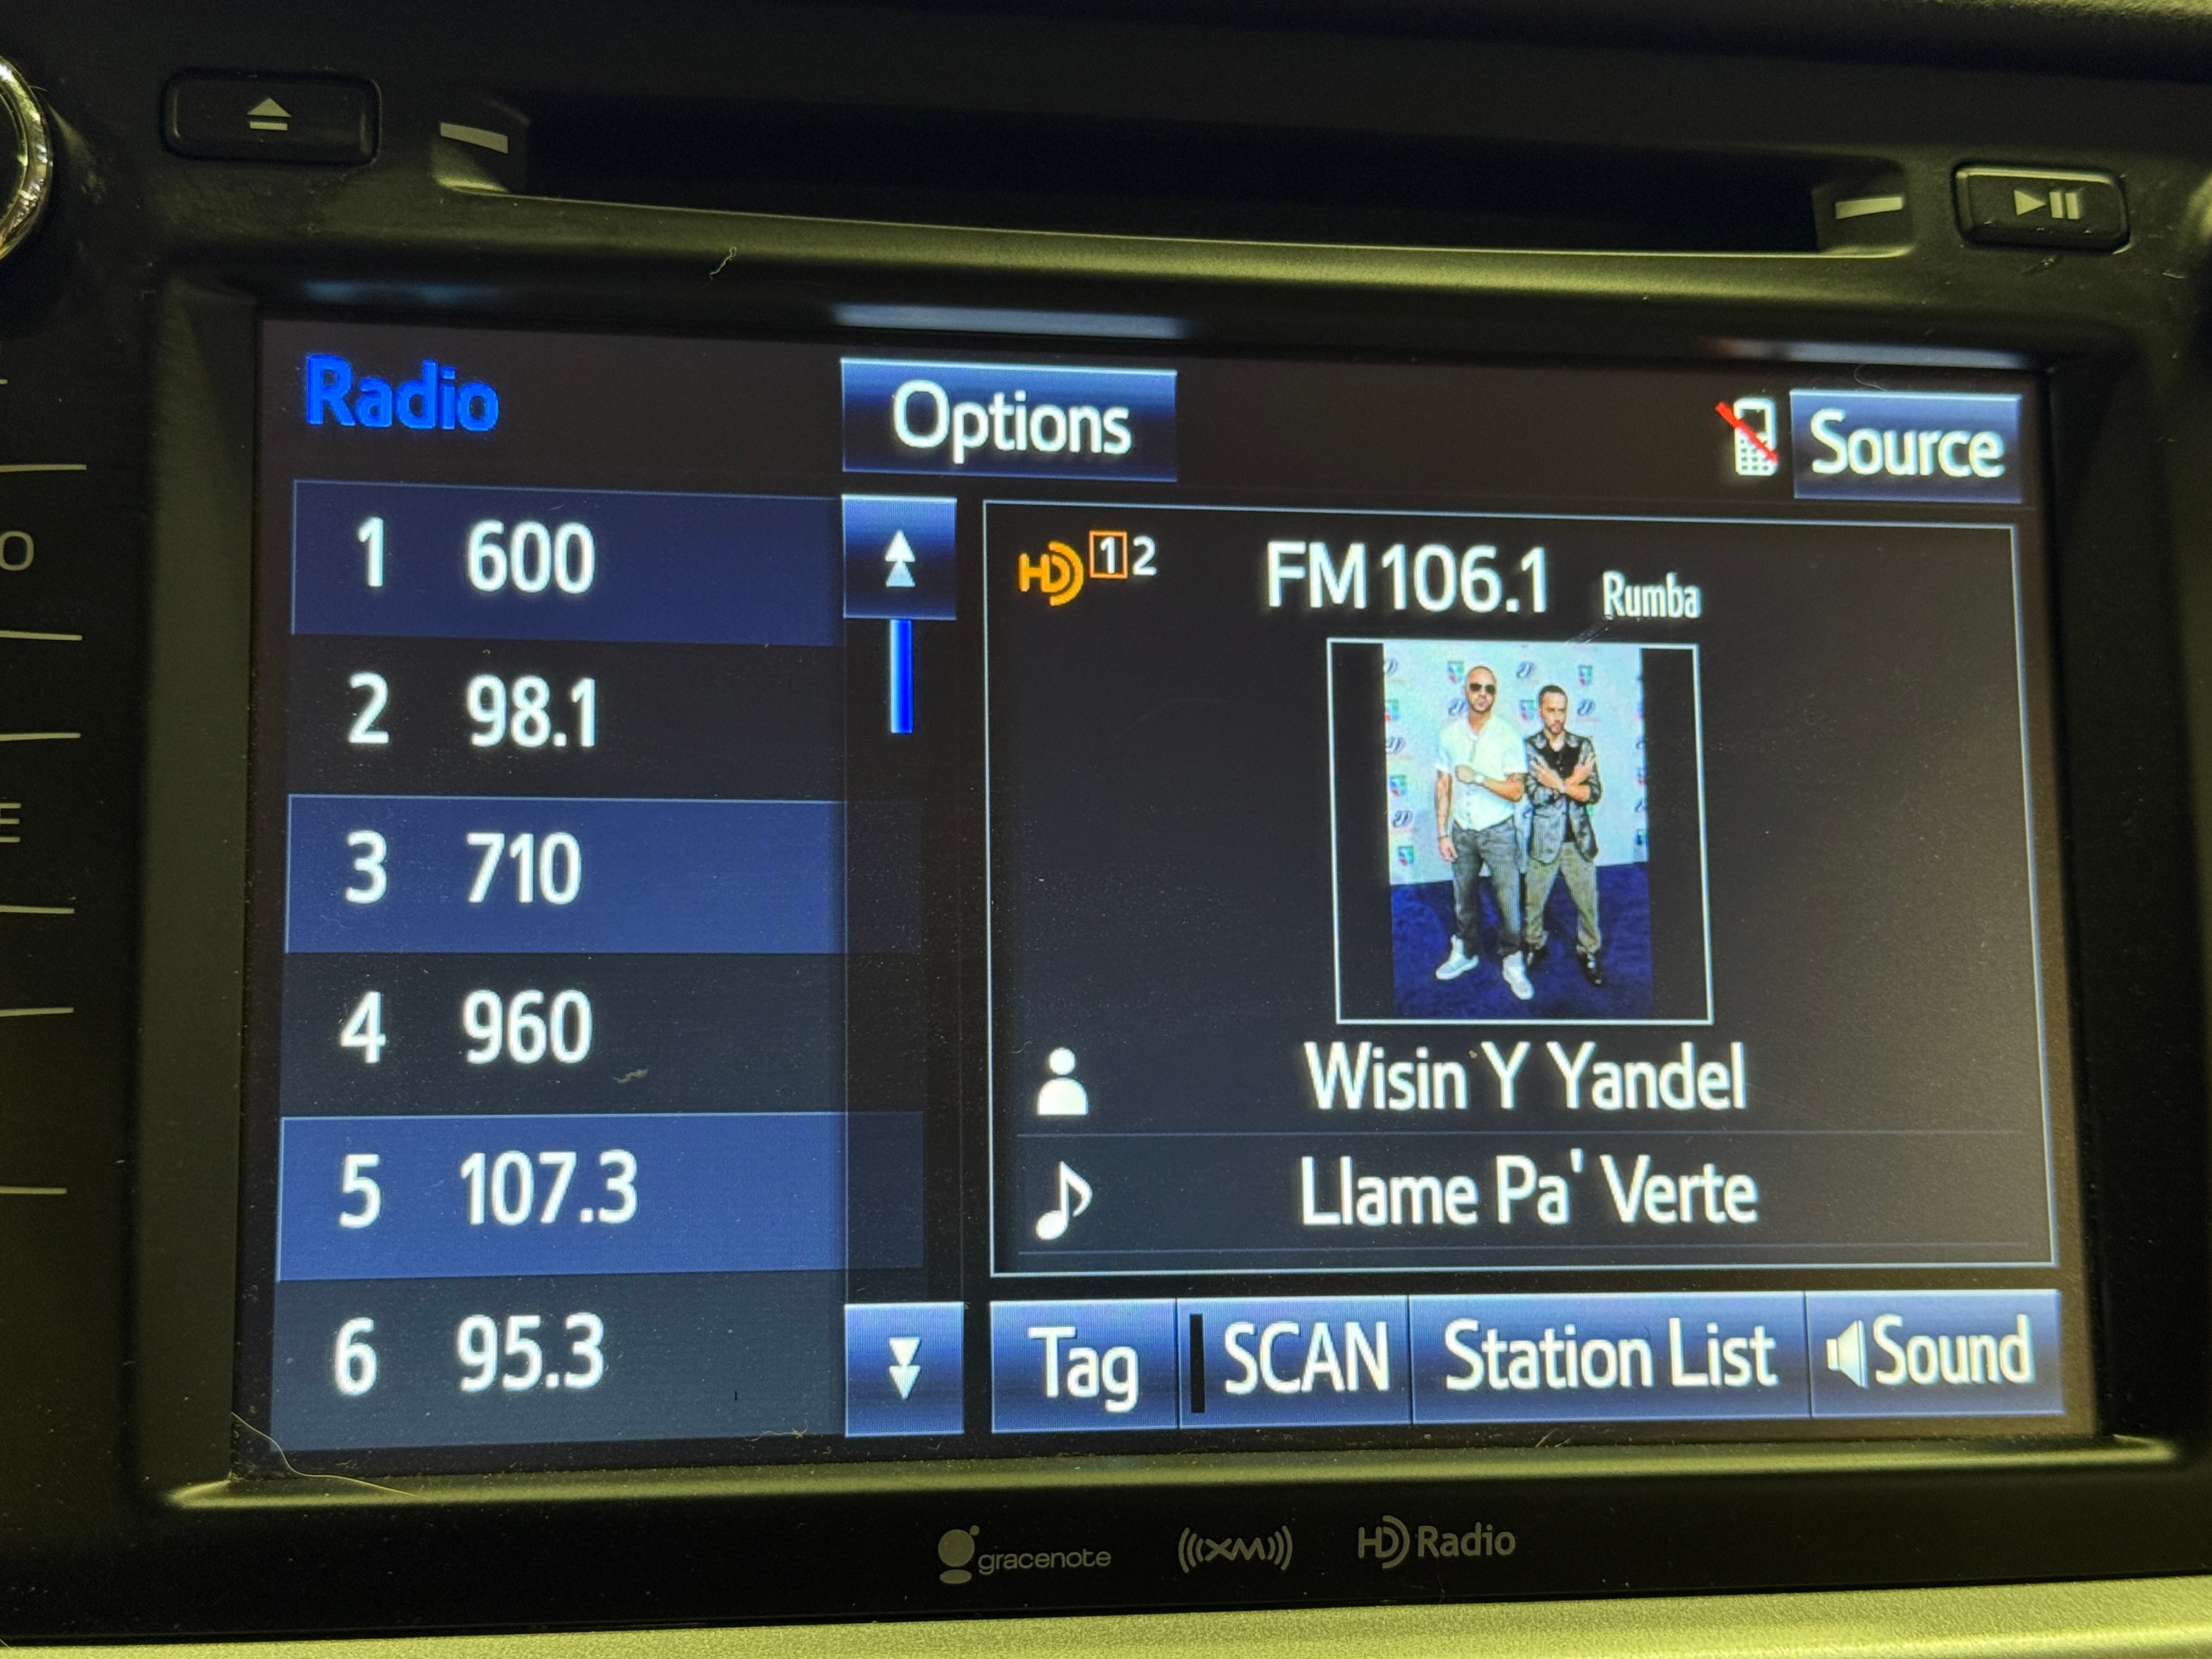 Radio
Options
Source
1 600
2 98.1
3 710
4 960
5 107.3
6 95.3
HD 1 2
FM 106.1 Rumba
Wisin Y Yandel
Llame Pa' Verte
Tag
SCAN
Station List
Sound
O
E
gracenote
((XM))
HD Radio